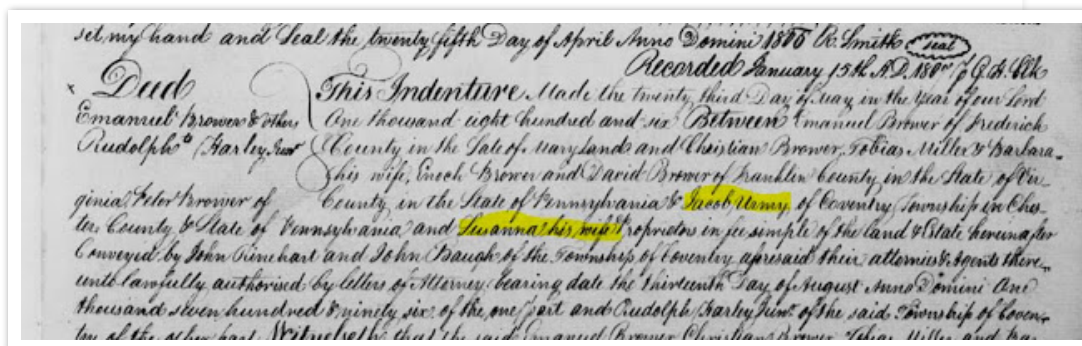 set my hand and Seal the twenty fifth Day of April Anno Domini 1806 R. Smith seal
Recorded January 15th A.D. 1807
Deed
Emanuel Brower & others
to
Rudolph Harley Junr
This Indenture Made the twenty third Day of May in the Year of our Lord
One thousand eight hundred and six Between Emanuel Brower of Frederick
County in the State of Maryland and Christian Brower, Tobias Miller & Barbara
his wife, Enoch Brower and David Brower of Franklin County in the State of Vir-
ginia Peter Brower of County in the State of Pennsylvania & Jacob Urmy of Coventry Township in Ches-
ter County & State of Pennsylvania and Susanna his wife Proprietors in fee simple of the land & Estate hereinafter
Conveyed by John Rinehart and John Baugh of the Township of Coventry aforesaid their attornies & Agents there-
unto lawfully authorised by letters of Attorney bearing date the thirteenth Day of August Anno Domini One
thousand seven hundred & ninety six of the one part and Rudolph Harley Junr. of the said Township of Coven-
try of the other part Witnesseth that the said Emanuel Brower Christian Brower Tobias Miller and Bar